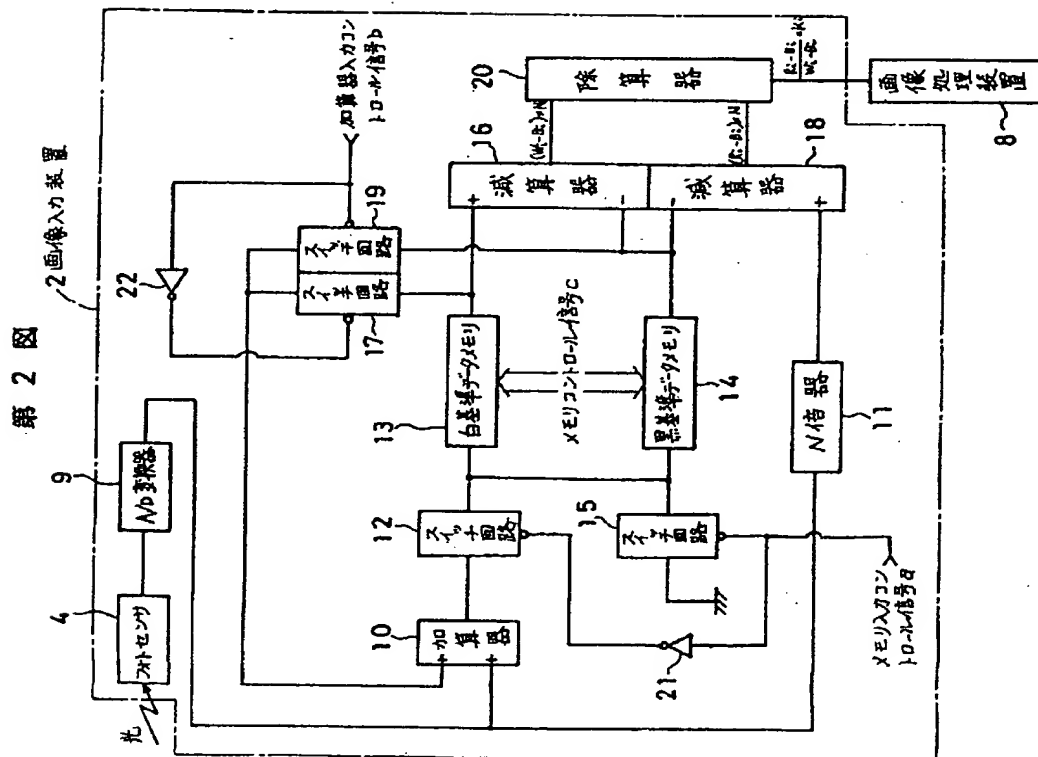 第 2 図
2 画像入力装置
光
4
フォトセンサ
9
A/D変換器
22
加算器入力コン
トロール信号b
17
スイッチ回路
19
スイッチ回路
10
加算器
+
+
12
スイッチ回路
13
白基準データメモリ
メモリコントロール信号C
14
黒基準データメモリ
15
スイッチ回路
21
メモリ入力コン
トロール信号a
11
N倍器
16
減算器
+
-
18
減算器
-
+
(Wi-Bi)×N
(Ri-Bi)×N
20
除算器
8
画像処理装置